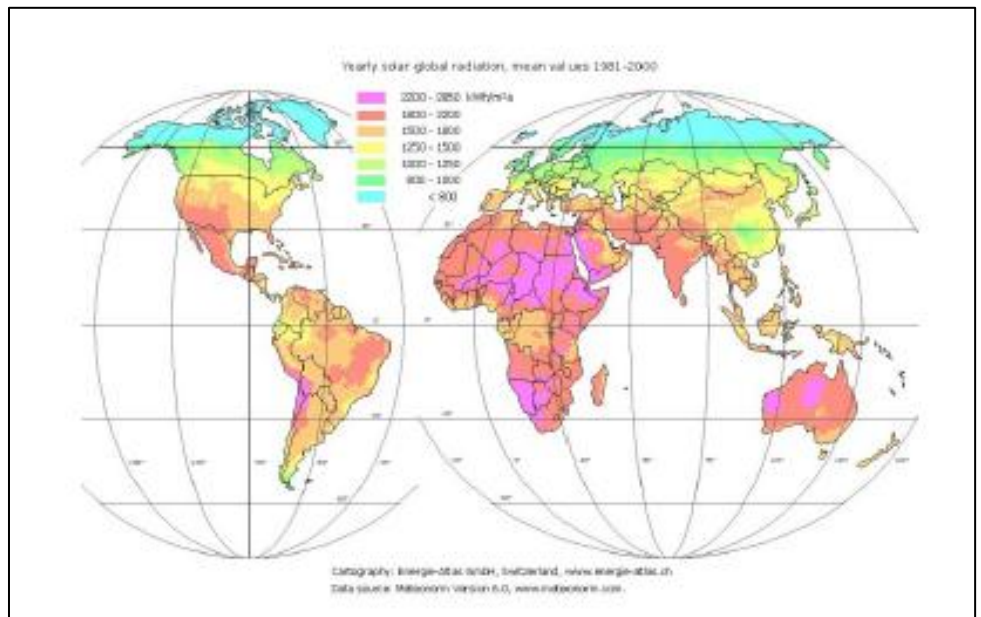 Yearly solar global radiation, mean values 1981-2000
2200 - 2850 kWh/m²a
1800 - 2200
1500 - 1800
1250 - 1500
1000 - 1250
800 - 1000
< 800
Cartography: Energie-Atlas GmbH, Switzerland, www.energie-atlas.ch
Data source: Meteonorm Version 6.0, www.meteonorm.com.